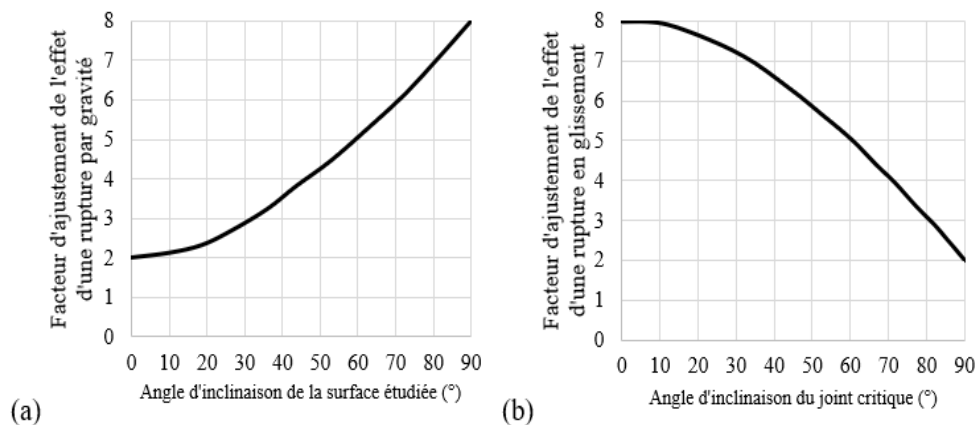 Facteur d'ajustement de l'effet
d'une rupture par gravité
8
7
6
5
4
3
2
1
0
0 10 20 30 40 50 60 70 80 90
Angle d'inclinaison de la surface étudiée (°)
(a)
Facteur d'ajustement de l'effet
d'une rupture en glissement
8
7
6
5
4
3
2
1
0
0 10 20 30 40 50 60 70 80 90
Angle d'inclinaison du joint critique (°)
(b)